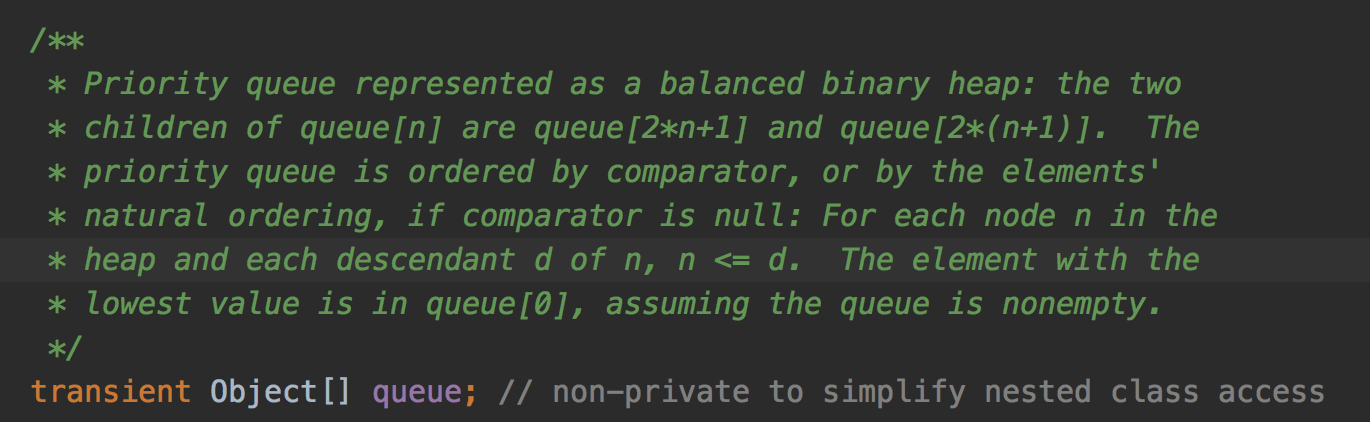 /**
 * Priority queue represented as a balanced binary heap: the two
 * children of queue[n] are queue[2*n+1] and queue[2*(n+1)].  The
 * priority queue is ordered by comparator, or by the elements'
 * natural ordering, if comparator is null: For each node n in the
 * heap and each descendant d of n, n <= d.  The element with the
 * lowest value is in queue[0], assuming the queue is nonempty.
 */
transient Object[] queue; // non-private to simplify nested class access